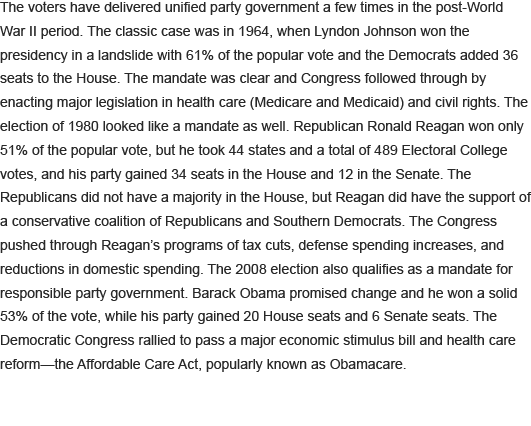 The voters have delivered unified party government a few times in the post-World
War II period. The classic case was in 1964, when Lyndon Johnson won the
presidency in a landslide with 61% of the popular vote and the Democrats added 36
seats to the House. The mandate was clear and Congress followed through by
enacting major legislation in health care (Medicare and Medicaid) and civil rights. The
election of 1980 looked like a mandate as well. Republican Ronald Reagan won only
51% of the popular vote, but he took 44 states and a total of 489 Electoral College
votes, and his party gained 34 seats in the House and 12 in the Senate. The
Republicans did not have a majority in the House, but Reagan did have the support of
a conservative coalition of Republicans and Southern Democrats. The Congress
pushed through Reagan’s programs of tax cuts, defense spending increases, and
reductions in domestic spending. The 2008 election also qualifies as a mandate for
responsible party government. Barack Obama promised change and he won a solid
53% of the vote, while his party gained 20 House seats and 6 Senate seats. The
Democratic Congress rallied to pass a major economic stimulus bill and health care
reform—the Affordable Care Act, popularly known as Obamacare.